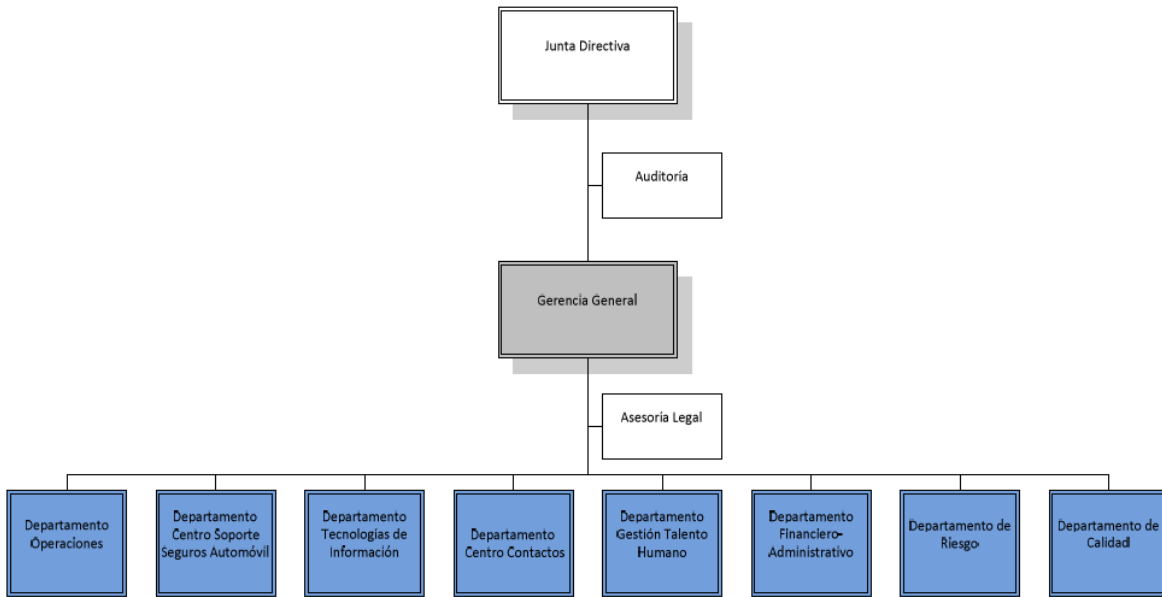 Junta Directiva
Auditoría
Gerencia General
Asesoría Legal
Departamento
Operaciones
Departamento
Centro Soporte
Seguros Automóvil
Departamento
Tecnologías de
Información
Departamento
Centro Contactos
Departamento
Gestión Talento
Humano
Departamento
Financiero-
Administrativo
Departamento de
Riesgo
Departamento de
Calidad